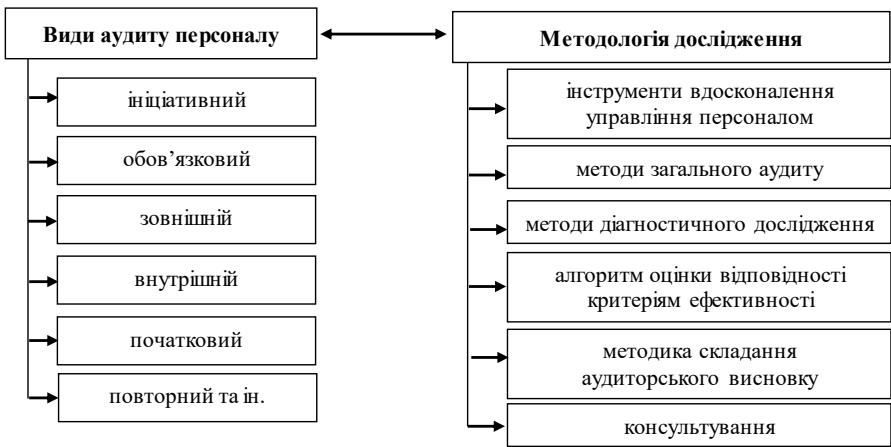 Види аудиту персоналу
ініціативний
обов’язковий
зовнішній
внутрішній
початковий
повторний та ін.
Методологія дослідження
інструменти вдосконалення
управління персоналом
методи загального аудиту
методи діагностичного дослідження
алгоритм оцінки відповідності
критеріям ефективності
методика складання
аудиторського висновку
консультування